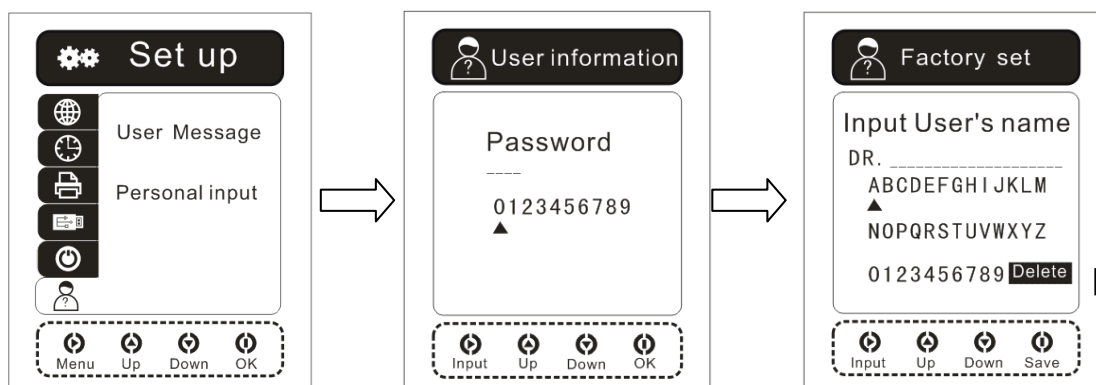 Set up
User Message
Personal input
Menu Up Down OK
User information
Password
----
0123456789
Input Up Down OK
Factory set
Input User's name
DR. ____________________
ABCDEFGHIJKLM
NOPQRSTUVWXYZ
0123456789 Delete
Input Up Down Save